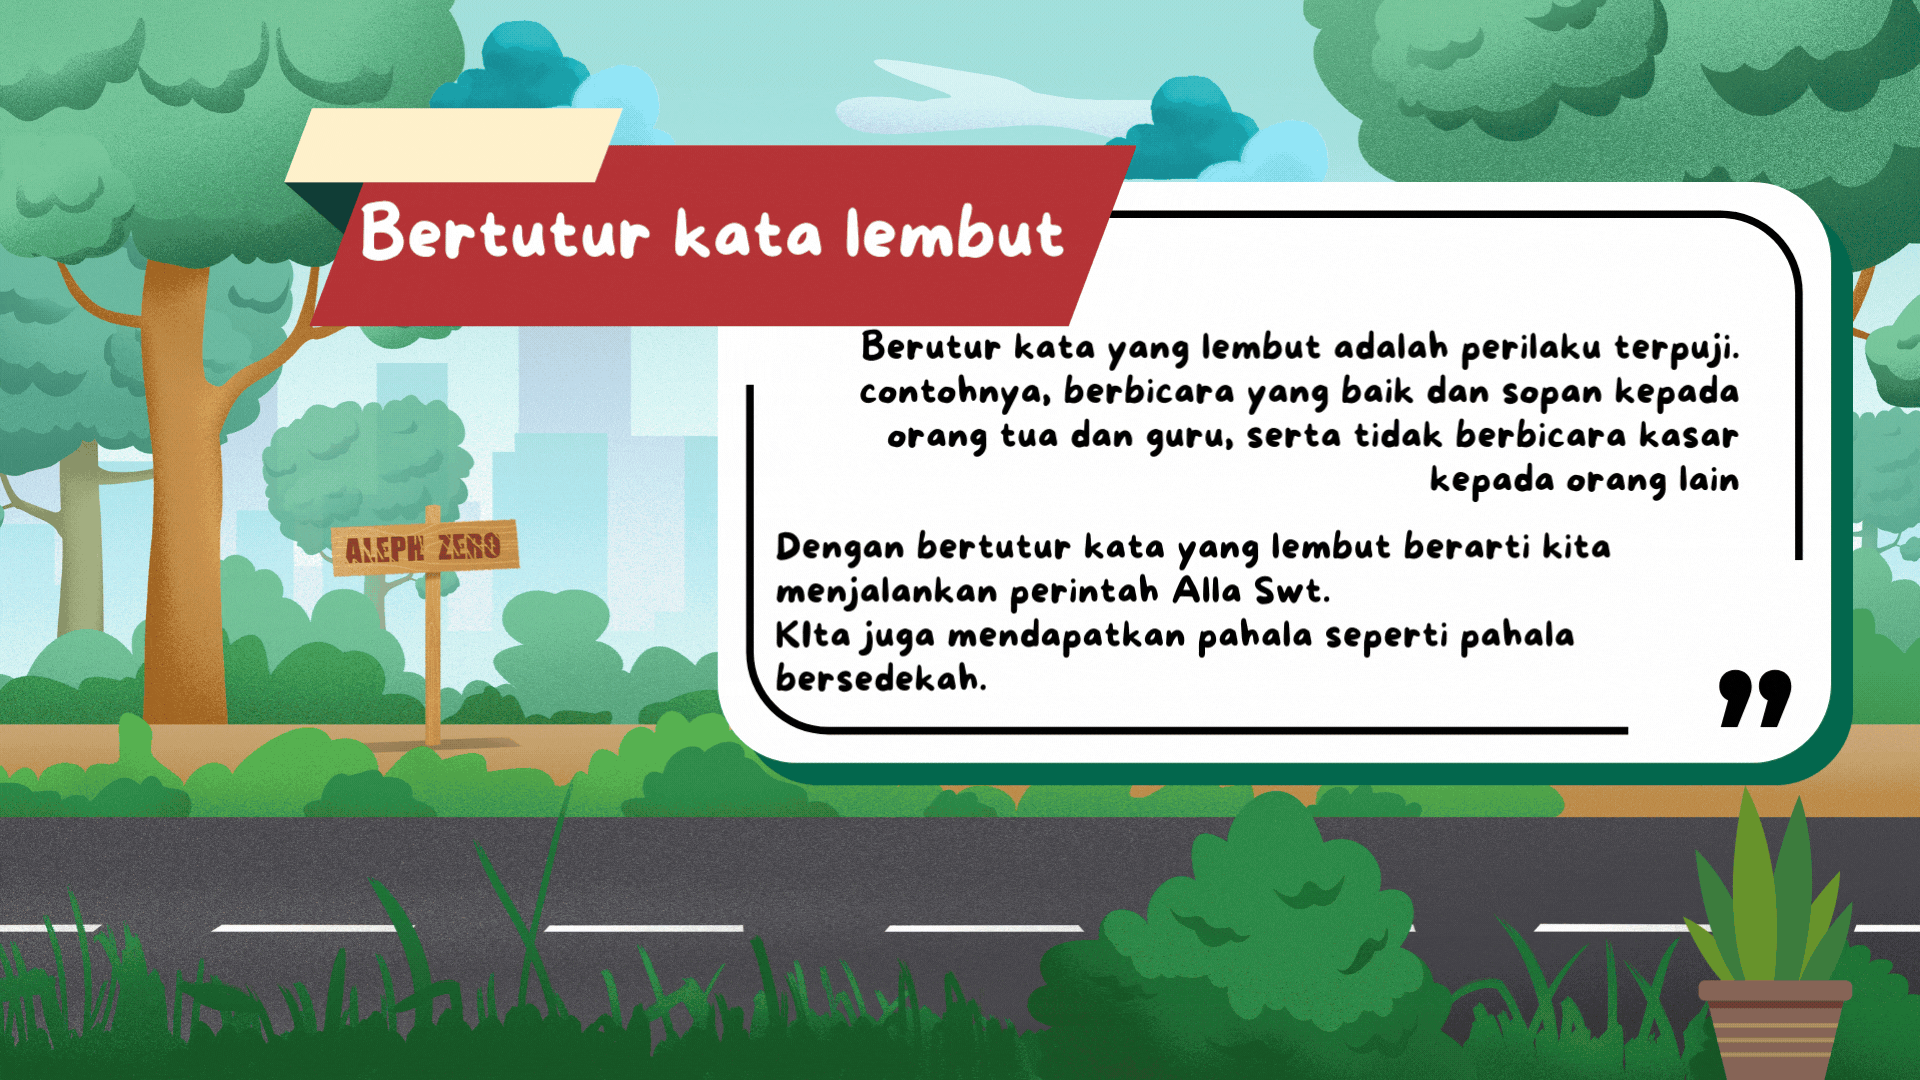 Bertutur kata lembut
Berutur kata yang lembut adalah perilaku terpuji.
contohnya, berbicara yang baik dan sopan kepada
orang tua dan guru, serta tidak berbicara kasar
kepada orang lain
ALEPH ZERO
Dengan bertutur kata yang lembut berarti kita
menjalankan perintah Alla Swt.
KIta juga mendapatkan pahala seperti pahala
bersedekah.
”